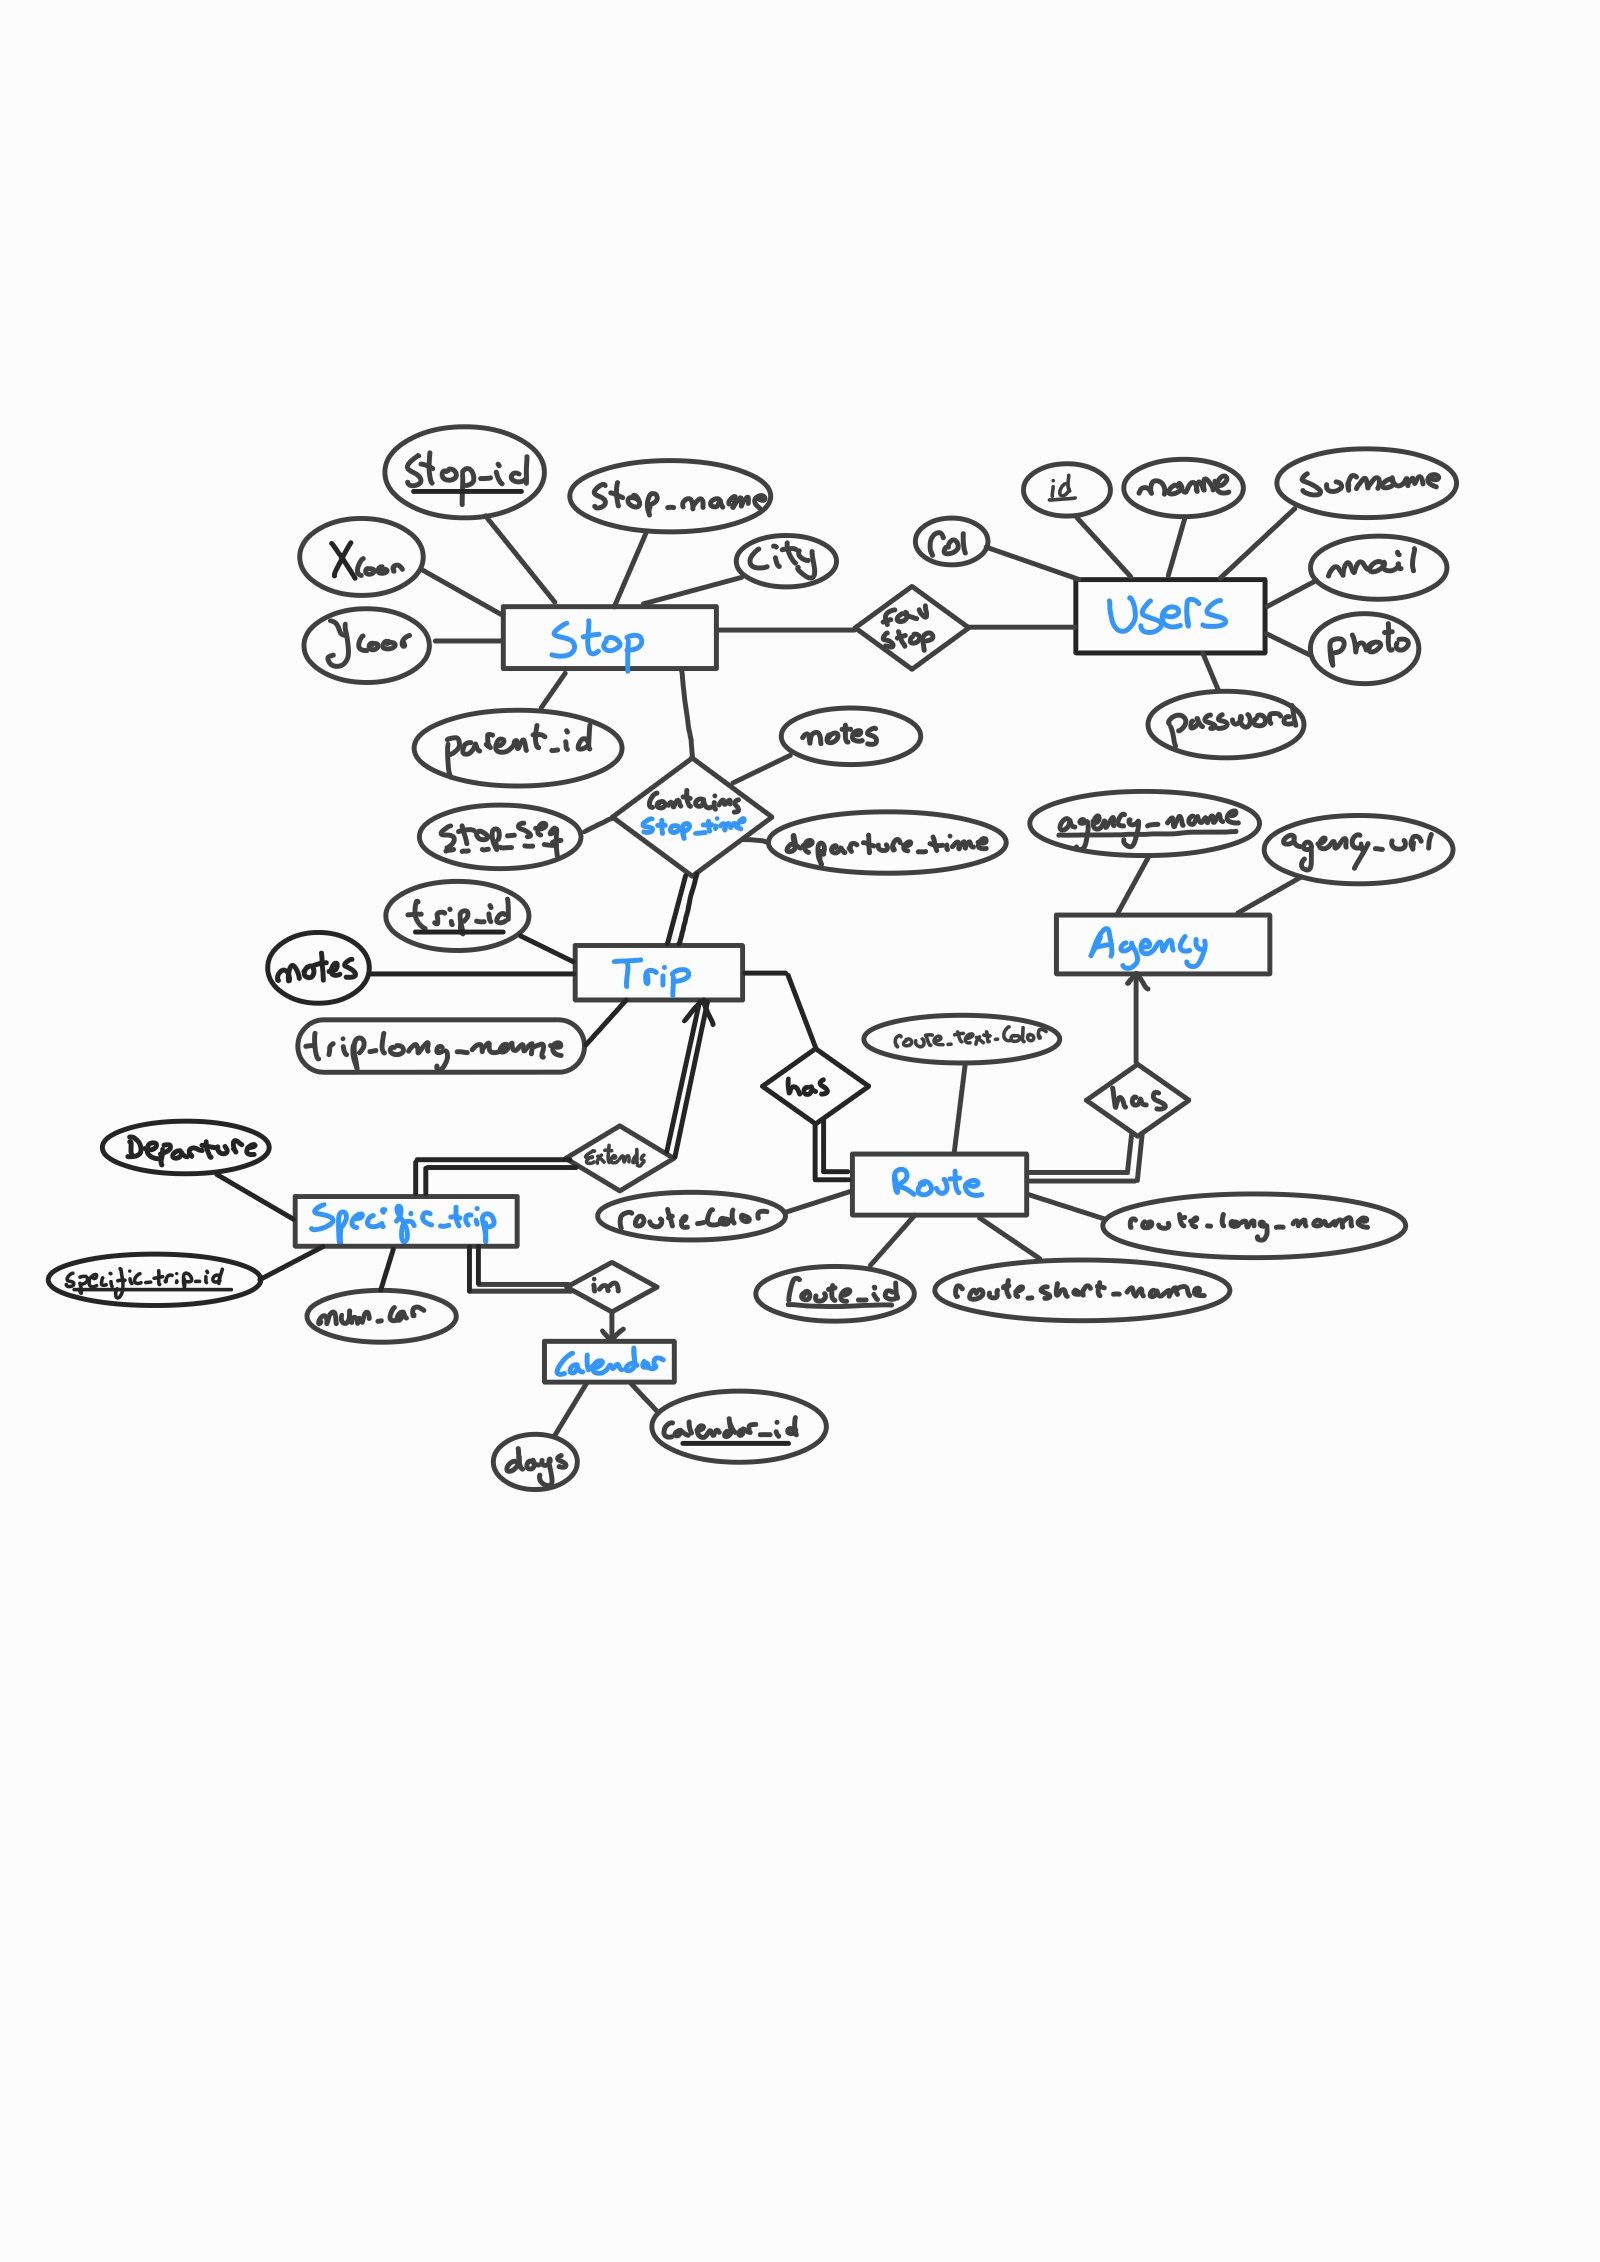 Stop_id
Stop_name
id
name
Surname
rol
City
Xcoor
mail
Users
fav
stop
Stop
ycoor
photo
password
parent_id
notes
Contains
Stop_time
stop_seq
departure_time
agency_name
agency_url
trip_id
Agency
notes
Trip
trip_long_name
route_text_color
has
has
Departure
Extends
Route
Specific_trip
route_color
route_long_name
specific_trip_id
in
route_id
route_short_name
num_car
Calendar
Calendar_id
days